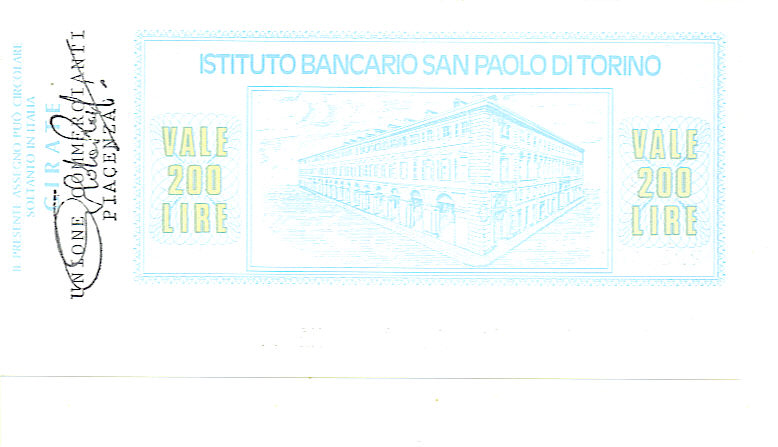 IL PRESENTE ASSEGNO PUÒ CIRCOLARE
SOLTANTO IN ITALIA
GIRATE
UNIONE COMMERCIANTI
PIACENZA
ISTITUTO BANCARIO SAN PAOLO DI TORINO
VALE
200
LIRE
VALE
200
LIRE